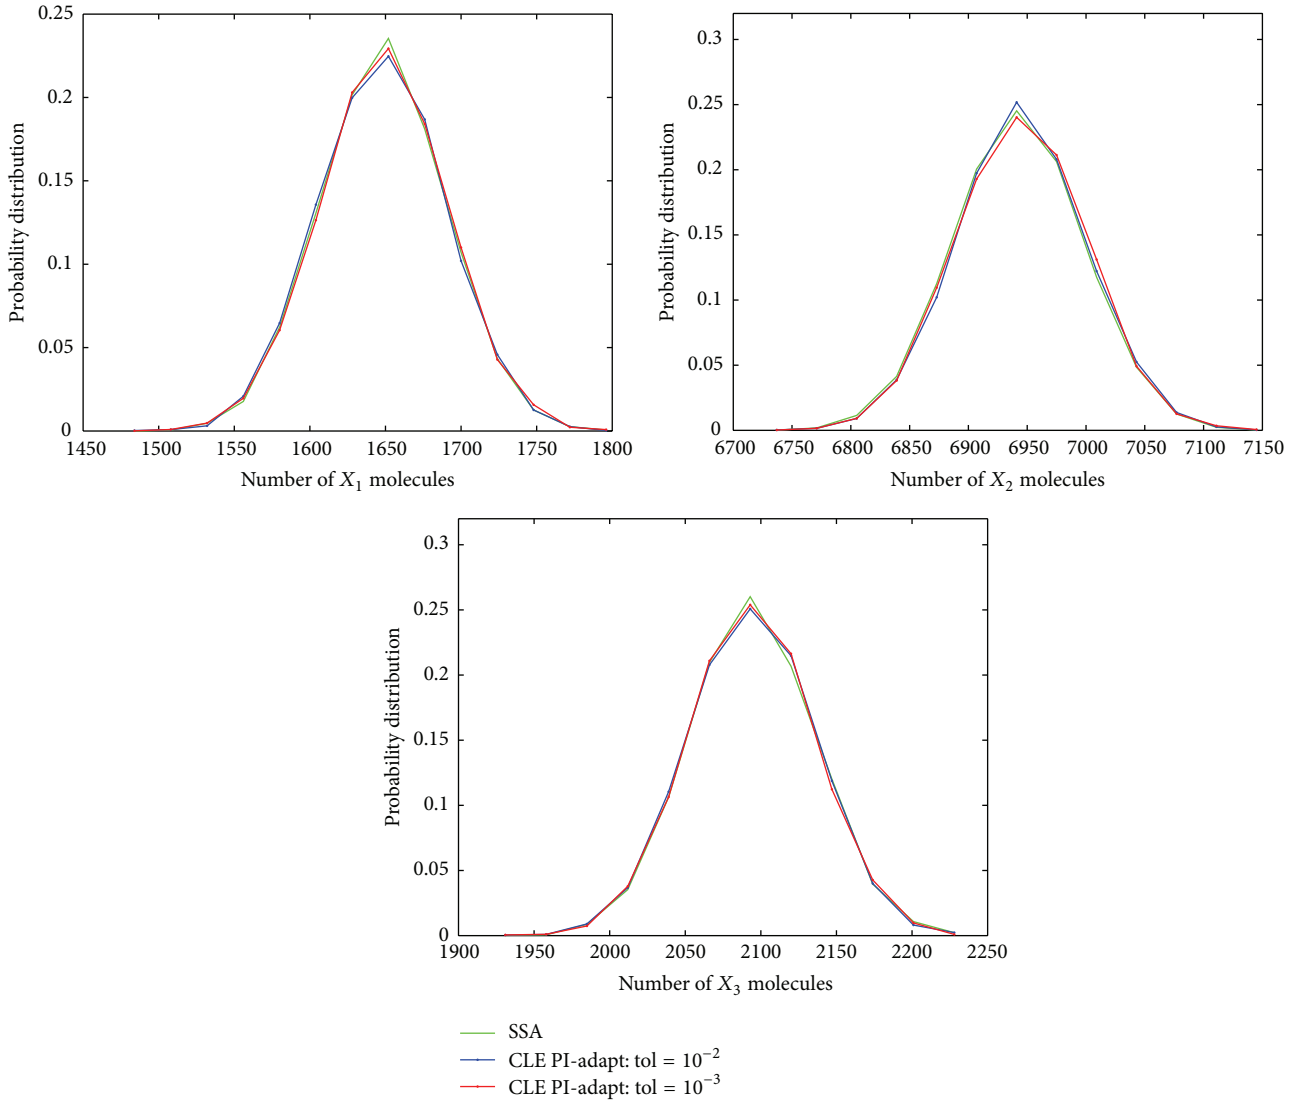 0.25
0.2
0.15
0.1
0.05
0
Probability distribution
1450 1500 1550 1600 1650 1700 1750 1800
Number of X1 molecules
0.3
0.25
0.2
0.15
0.1
0.05
0
Probability distribution
6700 6750 6800 6850 6900 6950 7000 7050 7100 7150
Number of X2 molecules
0.3
0.25
0.2
0.15
0.1
0.05
0
Probability distribution
1900 1950 2000 2050 2100 2150 2200 2250
Number of X3 molecules
SSA
CLE PI-adapt: tol = 10−2
CLE PI-adapt: tol = 10−3